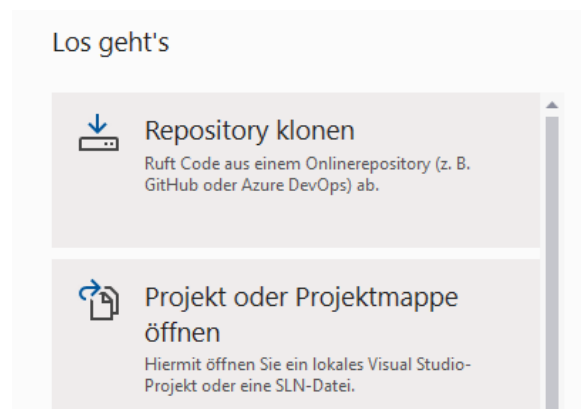 Los geht's
Repository klonen
Ruft Code aus einem Onlinerepository (z. B.
GitHub oder Azure DevOps) ab.
Projekt oder Projektmappe
öffnen
Hiermit öffnen Sie ein lokales Visual Studio-
Projekt oder eine SLN-Datei.